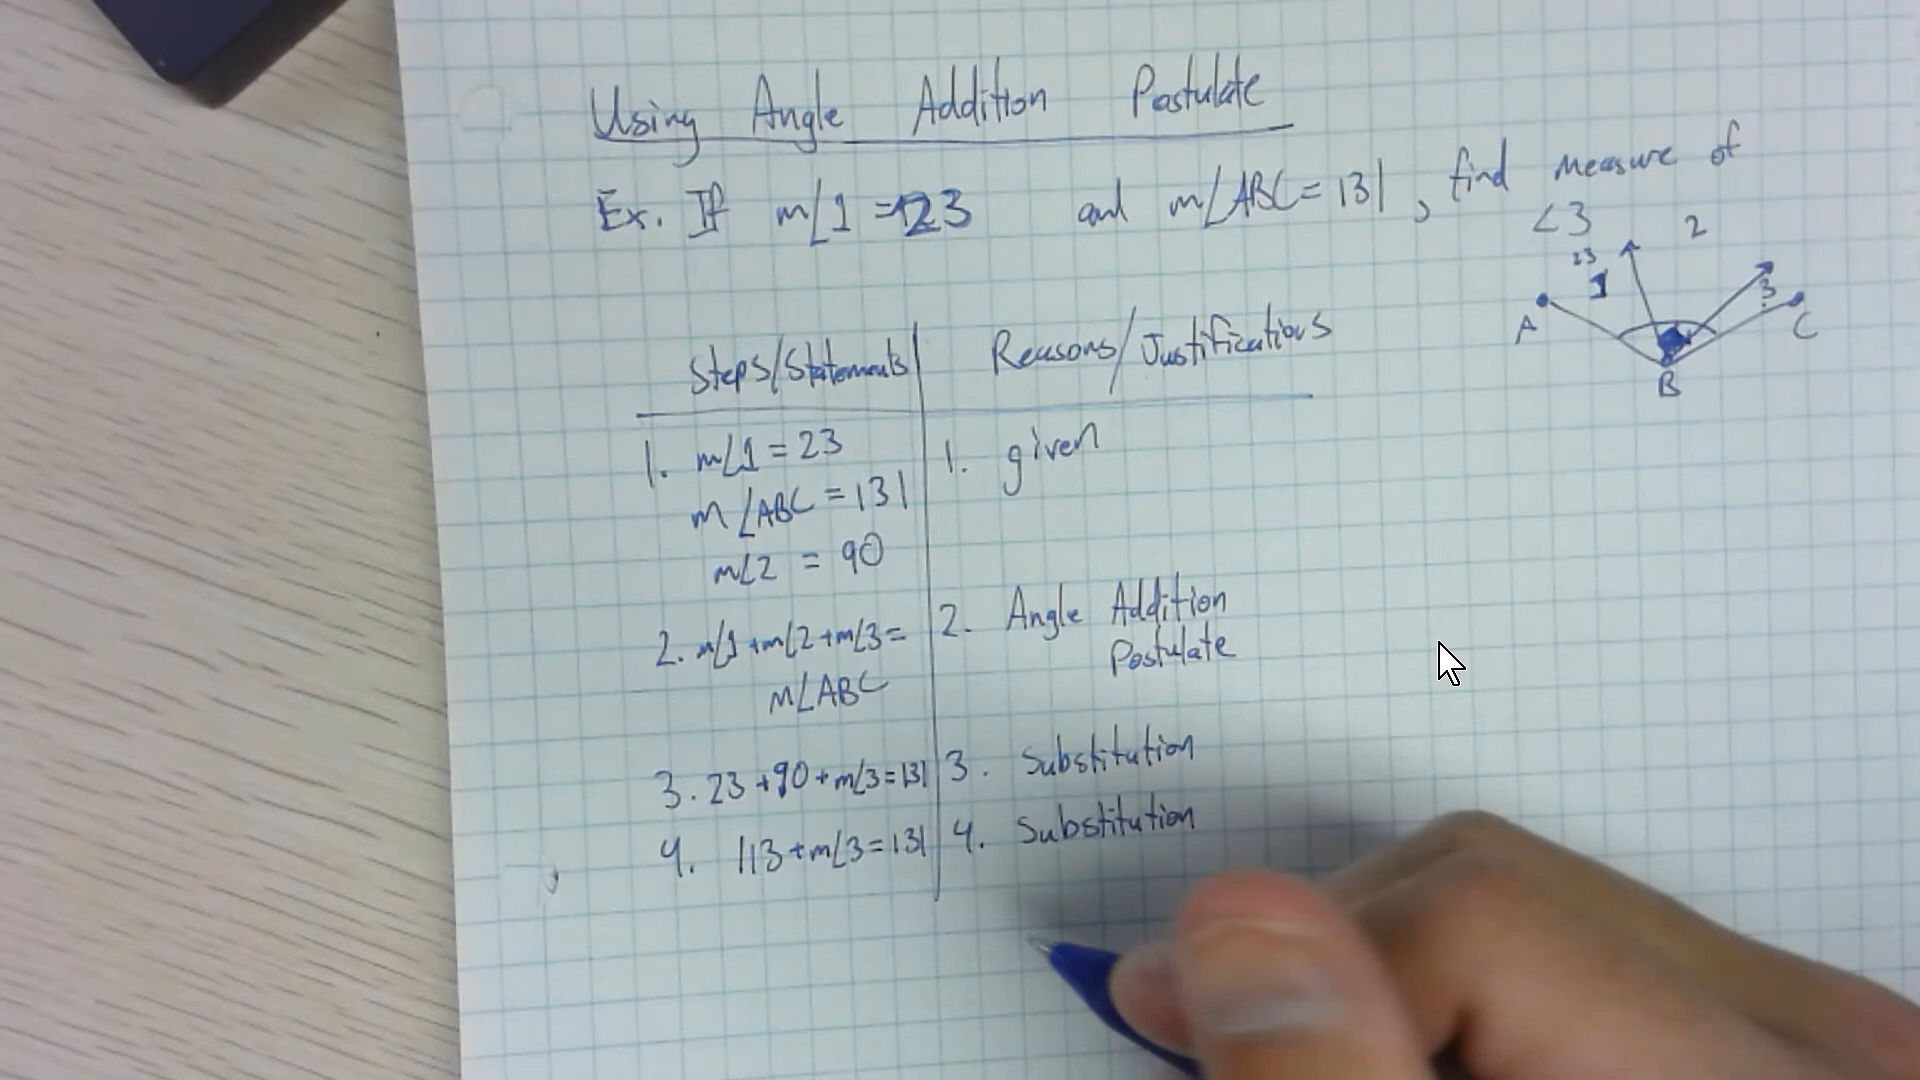 Using Angle Addition Postulate
Ex. If m∠1 = 23 and m∠ABC = 131, find measure of
∠3
23
2
1
3
A
C
B
Steps/Statements
Reasons/Justifications
1. m∠1 = 23
1. given
m∠ABC = 131
m∠2 = 90
2. m∠1 + m∠2 + m∠3 =
2. Angle Addition
Postulate
m∠ABC
3. 23 + 90 + m∠3 = 131
3. Substitution
4. 113 + m∠3 = 131
4. Substitution